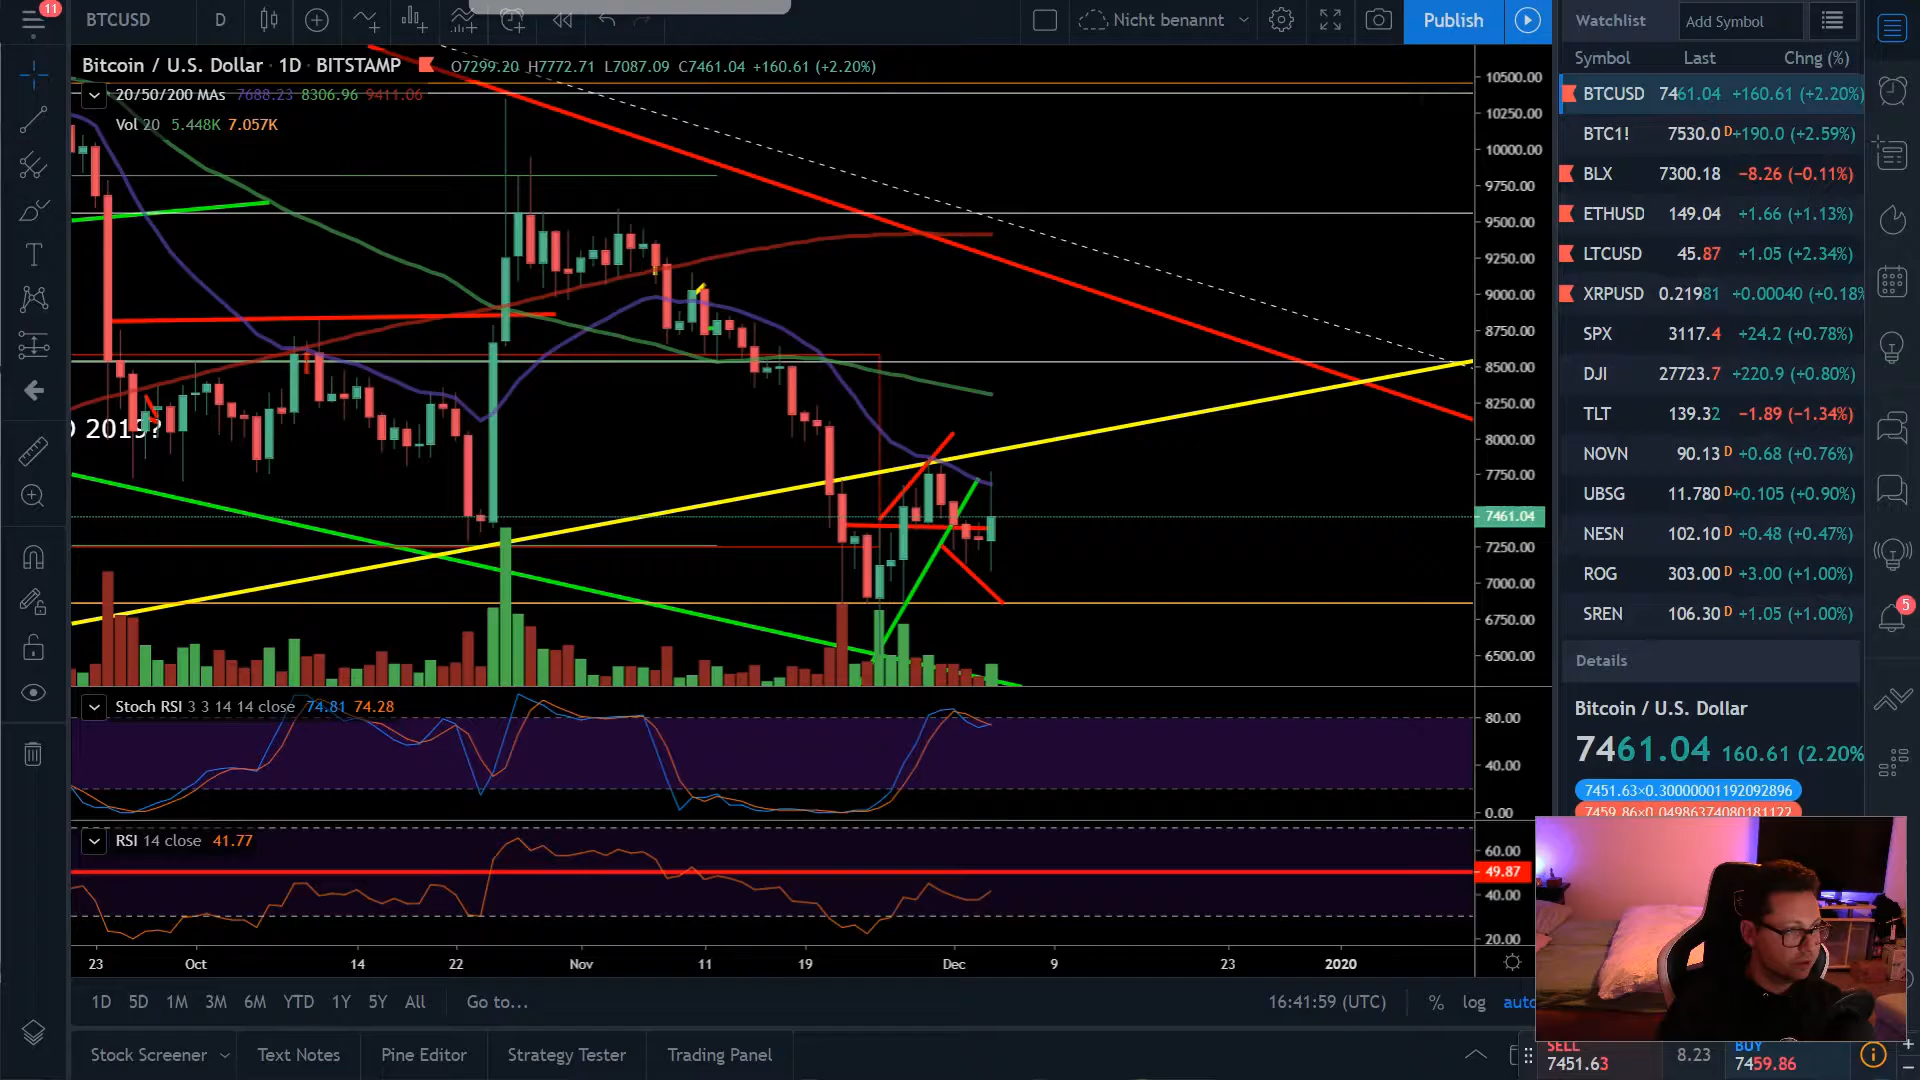 11
BTCUSD D Nicht benannt Publish
Bitcoin / U.S. Dollar · 1D · BITSTAMP O7299.20 H7772.71 L7087.09 C7461.04 +160.61 (+2.20%)
20/50/200 MAs 7688.23 8306.96 9411.06
Vol 20 5.448K 7.057K
2019?
10500.00
10250.00
10000.00
9750.00
9500.00
9250.00
9000.00
8750.00
8500.00
8250.00
8000.00
7750.00
7461.04
7250.00
7000.00
6750.00
6500.00
Stoch RSI 3 3 14 14 close 74.81 74.28
80.00
40.00
0.00
RSI 14 close 41.77
60.00
49.87
40.00
20.00
23 Oct 14 22 Nov 11 19 Dec 9 23 2020
1D 5D 1M 3M 6M YTD 1Y 5Y All Go to... 16:41:59 (UTC) % log auto
Stock Screener Text Notes Pine Editor Strategy Tester Trading Panel
Watchlist Add Symbol
Symbol Last Chng (%)
BTCUSD 7461.04 +160.61 (+2.20%)
BTC1! 7530.0 D +190.0 (+2.59%)
BLX 7300.18 −8.26 (−0.11%)
ETHUSD 149.04 +1.66 (+1.13%)
LTCUSD 45.87 +1.05 (+2.34%)
XRPUSD 0.21981 +0.00040 (+0.18%
SPX 3117.4 +24.2 (+0.78%)
DJI 27723.7 +220.9 (+0.80%)
TLT 139.32 −1.89 (−1.34%)
NOVN 90.13 D +0.68 (+0.76%)
UBSG 11.780 D +0.105 (+0.90%)
NESN 102.10 D +0.48 (+0.47%)
ROG 303.00 D +3.00 (+1.00%)
SREN 106.30 D +1.05 (+1.00%)
5
Details
Bitcoin / U.S. Dollar
7461.04 160.61 (2.20%
7451.63×0.30000001192092896
7459.86×0.04986374080181122
SELL
7451.63
8.23
BUY
7459.86